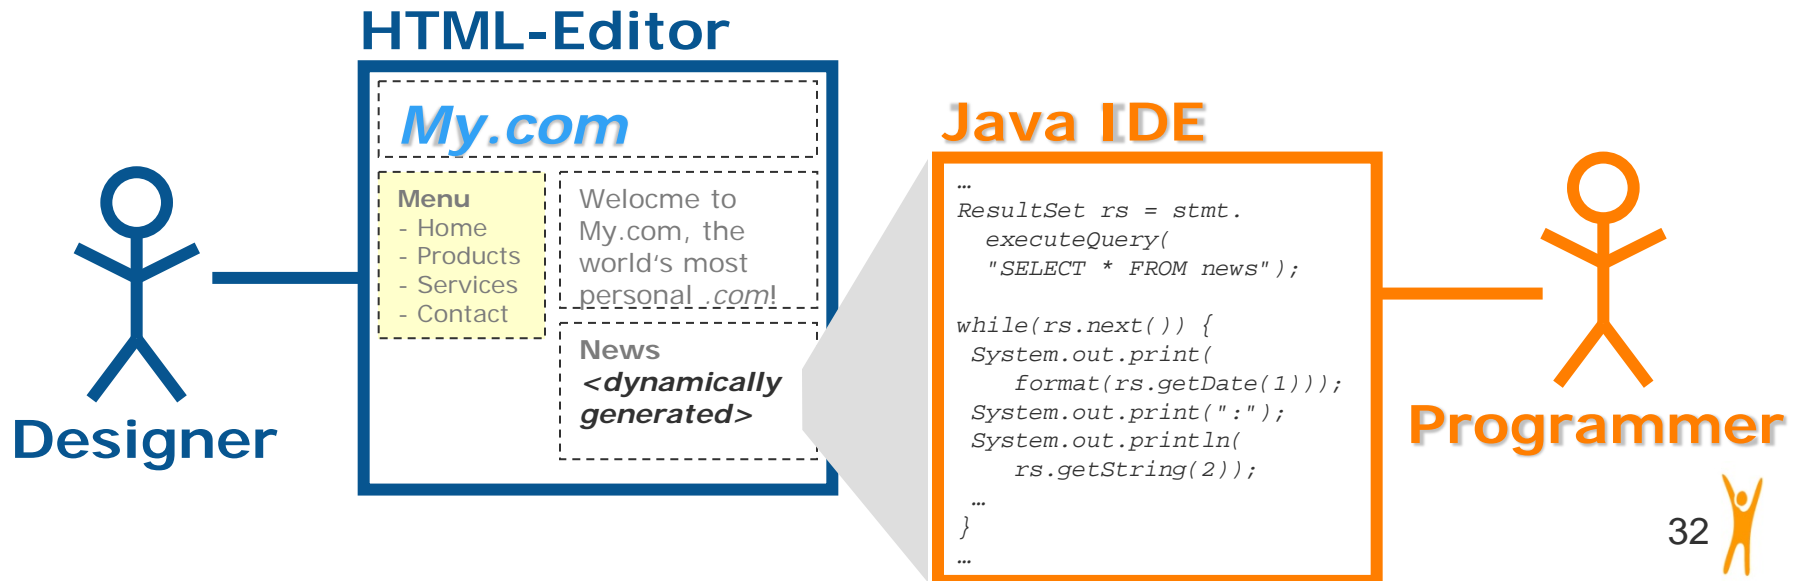 HTML-Editor
My.com
Menu
- Home
- Products
- Services
- Contact
Welocme to
My.com, the
world‘s most
personal .com!
News
<dynamically
generated>
Designer
Java IDE
…
ResultSet rs = stmt.
executeQuery(
"SELECT * FROM news");
while(rs.next()) {
System.out.print(
format(rs.getDate(1)));
System.out.print(":");
System.out.println(
rs.getString(2));
…
}
…
Programmer
32